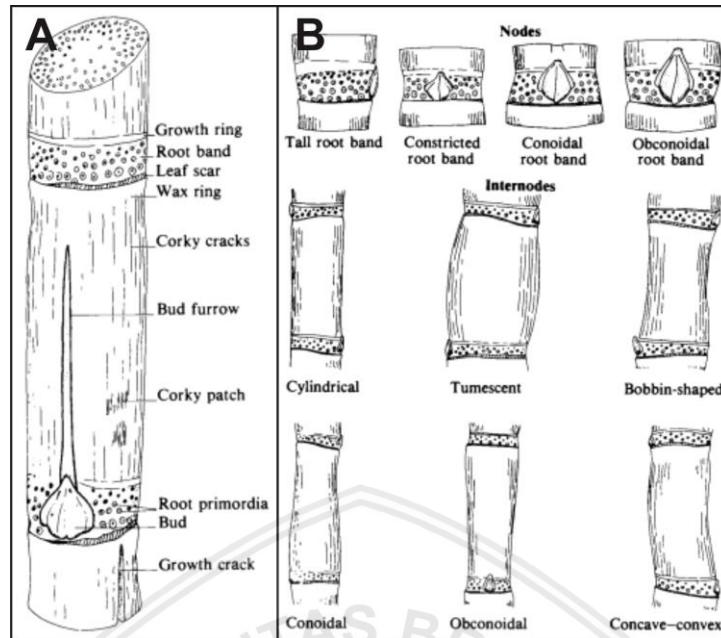 A
Growth ring
Root band
Leaf scar
Wax ring
Corky cracks
Bud furrow
Corky patch
Root primordia
Bud
Growth crack
B
Nodes
Tall root band
Constricted
root band
Conoidal
root band
Obconoidal
root band
Internodes
Cylindrical
Tumescent
Bobbin-shaped
Conoidal
Obconoidal
Concave-convex